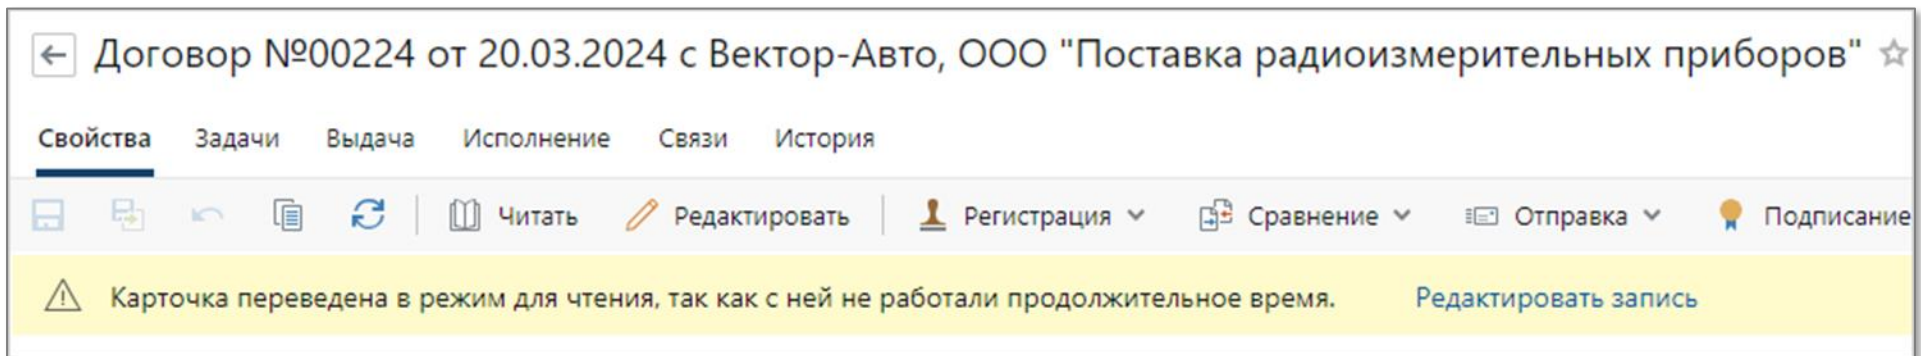 Договор №00224 от 20.03.2024 с Вектор-Авто, ООО "Поставка радиоизмерительных приборов"
Свойства Задачи Выдача Исполнение Связи История
Читать Редактировать Регистрация Сравнение Отправка Подписание
Карточка переведена в режим для чтения, так как с ней не работали продолжительное время. Редактировать запись